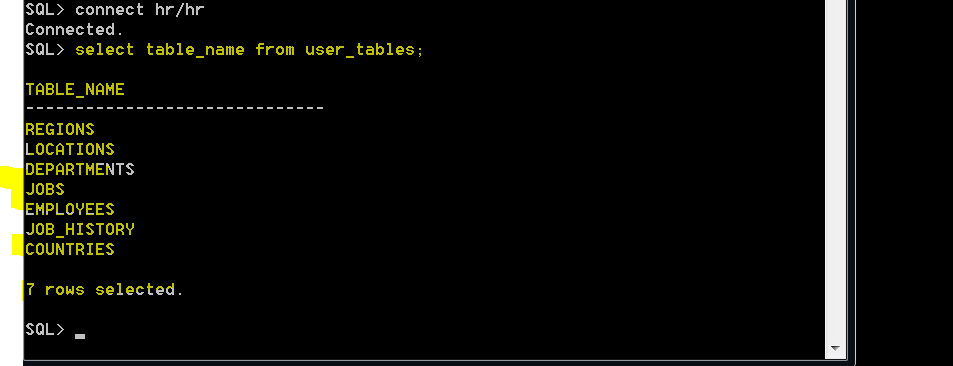 SQL> connect hr/hr
Connected.
SQL> select table_name from user_tables;
TABLE_NAME
------------------------------
REGIONS
LOCATIONS
DEPARTMENTS
JOBS
EMPLOYEES
JOB_HISTORY
COUNTRIES
7 rows selected.
SQL> _